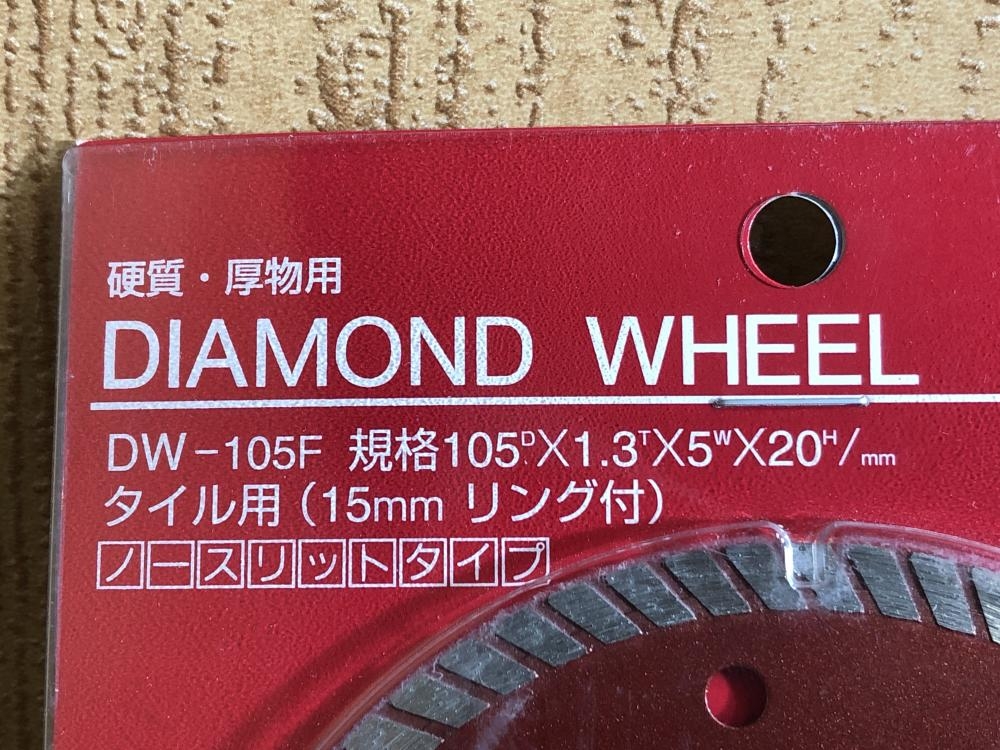 硬質・厚物用
DIAMOND WHEEL
DW-105F 規格105ᴰX1.3ᵀX5ᵂX20ᴴ/mm
タイル用（15mm リング付）
ノースリットタイプ